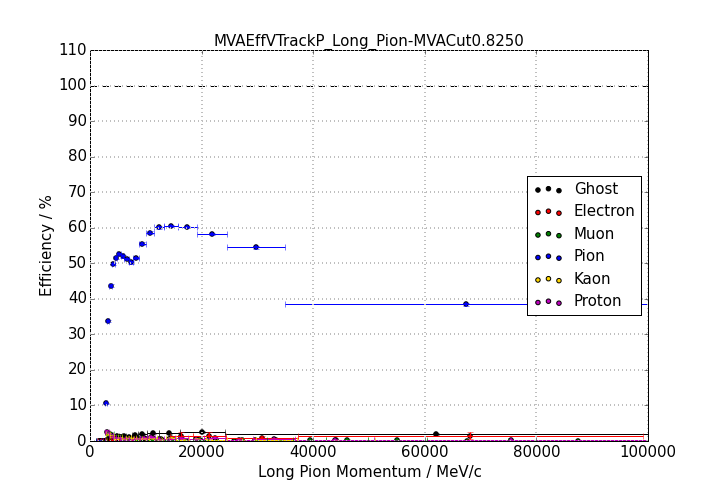 MVAEffVTrackP_Long_Pion-MVACut0.8250
110
100
90
80
70
60
50
40
30
20
10
0
Efficiency / %
Ghost
Electron
Muon
Pion
Kaon
Proton
0 20000 40000 60000 80000 100000
Long Pion Momentum / MeV/c